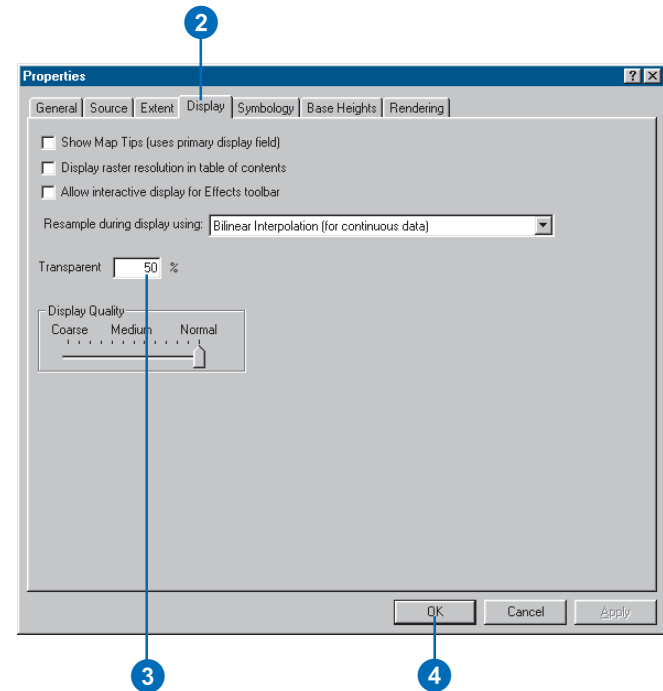 2
Properties
General Source Extent Display Symbology Base Heights Rendering
Show Map Tips (uses primary display field)
Display raster resolution in table of contents
Allow interactive display for Effects toolbar
Resample during display using: Bilinear Interpolation (for continuous data)
Transparent 50 %
Display Quality
Coarse Medium Normal
OK Cancel Apply
3 4